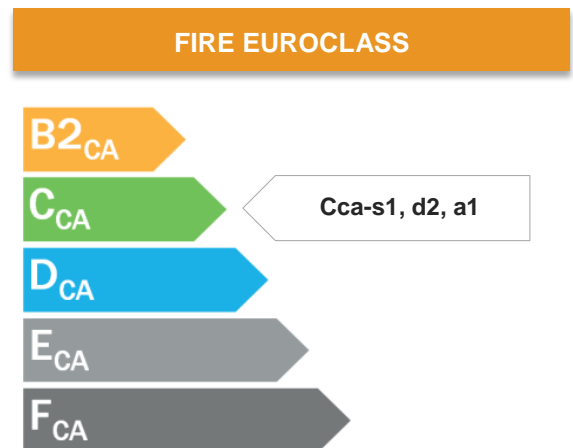 FIRE EUROCLASS
B2CA
CCA
Cca-s1, d2, a1
DCA
ECA
FCA